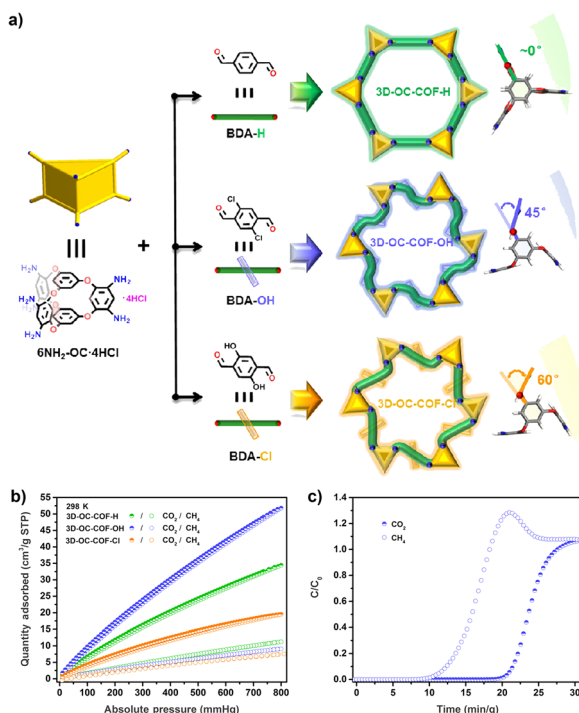 a)
BDA-H
3D-OC-COF-H
~0°
Cl
Cl
BDA-OH
3D-OC-COF-OH
45°
+
NH₂
H₂N
NH₂
H₂N
NH₂
·4HCl
6NH₂-OC·4HCl
HO
OH
BDA-Cl
3D-OC-COF-Cl
60°
b)
298 K
3D-OC-COF-H / CO₂ / CH₄
3D-OC-COF-OH / CO₂ / CH₄
3D-OC-COF-Cl / CO₂ / CH₄
Quantity adsorbed (cm³/g STP)
55
50
45
40
35
30
25
20
15
10
5
0
0 100 200 300 400 500 600 700 800
Absolute pressure (mmHg)
c)
CO₂
CH₄
C/C₀
1.4
1.2
1.0
0.8
0.6
0.4
0.2
0.0
0 5 10 15 20 25 30
Time (min/g)